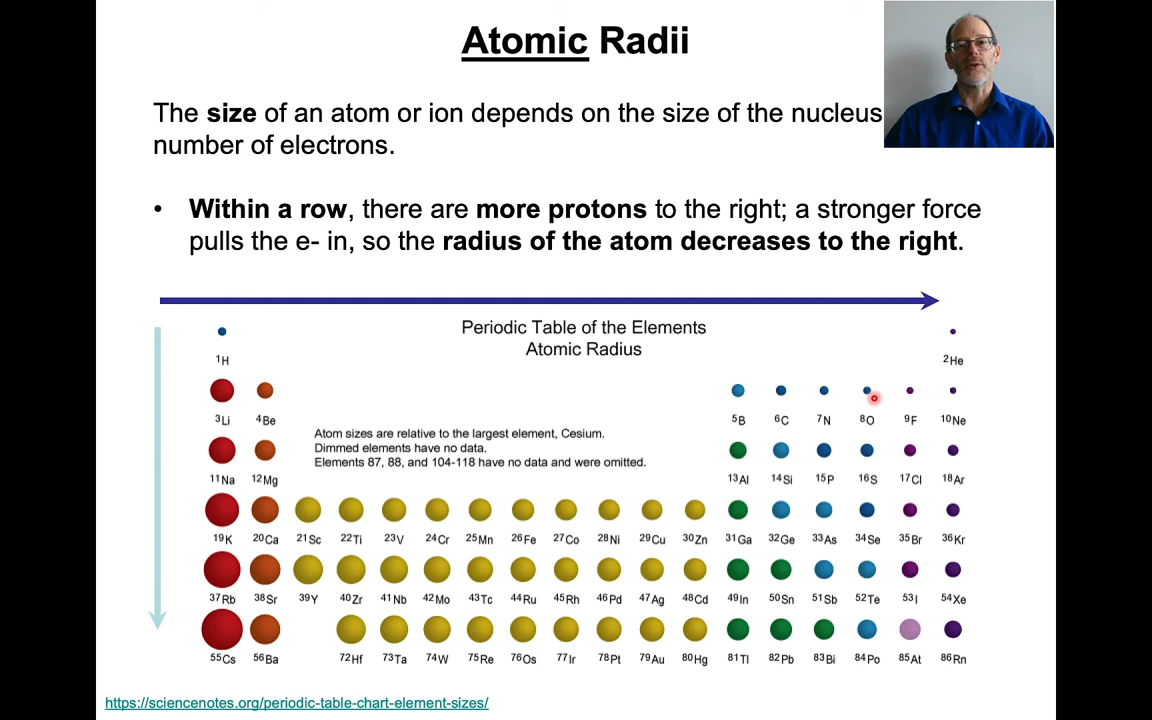 Atomic Radii
The size of an atom or ion depends on the size of the nucleus
number of electrons.
• Within a row, there are more protons to the right; a stronger force
pulls the e- in, so the radius of the atom decreases to the right.
Periodic Table of the Elements
Atomic Radius
1H 2He
3Li 4Be 5B 6C 7N 8O 9F 10Ne
Atom sizes are relative to the largest element, Cesium.
Dimmed elements have no data.
Elements 87, 88, and 104-118 have no data and were omitted.
11Na 12Mg 13Al 14Si 15P 16S 17Cl 18Ar
19K 20Ca 21Sc 22Ti 23V 24Cr 25Mn 26Fe 27Co 28Ni 29Cu 30Zn 31Ga 32Ge 33As 34Se 35Br 36Kr
37Rb 38Sr 39Y 40Zr 41Nb 42Mo 43Tc 44Ru 45Rh 46Pd 47Ag 48Cd 49In 50Sn 51Sb 52Te 53I 54Xe
55Cs 56Ba 72Hf 73Ta 74W 75Re 76Os 77Ir 78Pt 79Au 80Hg 81Tl 82Pb 83Bi 84Po 85At 86Rn
https://sciencenotes.org/periodic-table-chart-element-sizes/